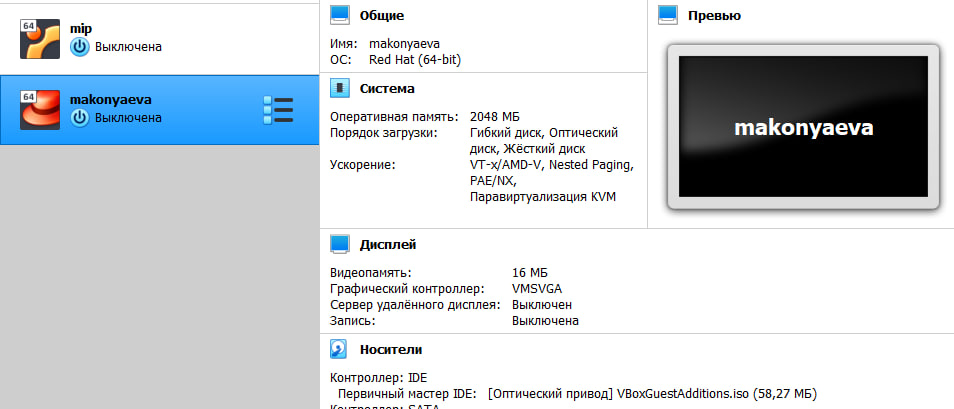 64
mip
Выключена
64
makonyaeva
Выключена
Общие
Имя: makonyaeva
ОС: Red Hat (64-bit)
Система
Оперативная память: 2048 МБ
Порядок загрузки: Гибкий диск, Оптический
диск, Жёсткий диск
Ускорение: VT-x/AMD-V, Nested Paging,
PAE/NX,
Паравиртуализация KVM
Превью
makonyaeva
Дисплей
Видеопамять: 16 МБ
Графический контроллер: VMSVGA
Сервер удалённого дисплея: Выключен
Запись: Выключена
Носители
Контроллер: IDE
Первичный мастер IDE: [Оптический привод] VBoxGuestAdditions.iso (58,27 МБ)
Контроллер: SATA